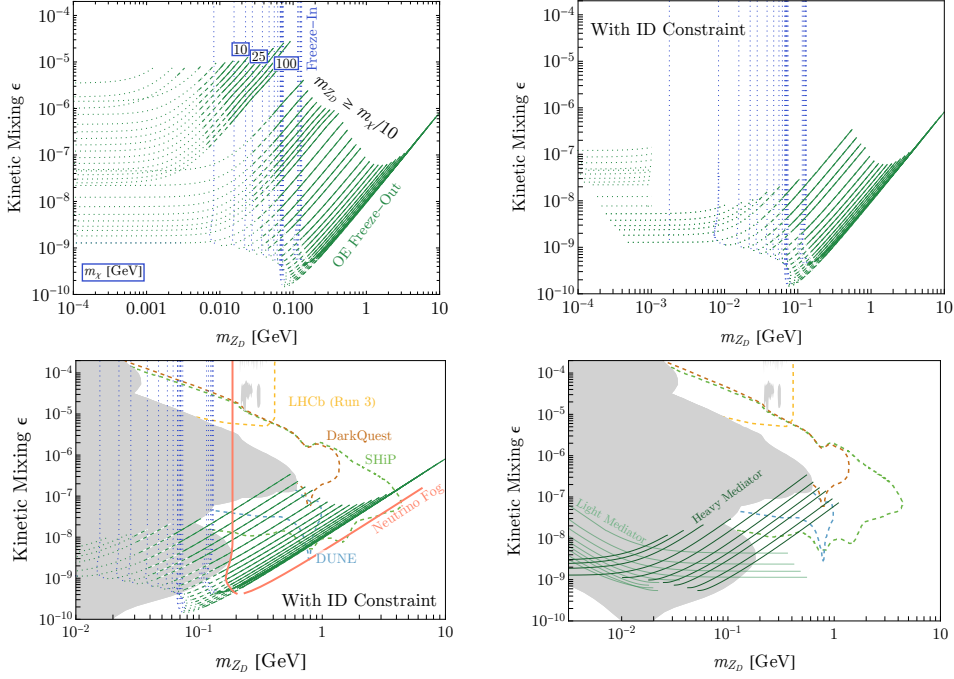 Kinetic Mixing ϵ
10⁻⁴
10⁻⁵
10⁻⁶
10⁻⁷
10⁻⁸
10⁻⁹
10⁻¹⁰
10
25
100
Freeze−In
m_{Z_D} ≥ m_χ/10
OE Freeze−Out
m_χ [GeV]
10⁻⁴ 0.001 0.010 0.100 1 10
m_{Z_D} [GeV]
Kinetic Mixing ϵ
10⁻⁴
10⁻⁵
10⁻⁶
10⁻⁷
10⁻⁸
10⁻⁹
10⁻¹⁰
With ID Constraint
10⁻⁴ 10⁻³ 10⁻² 10⁻¹ 1 10
m_{Z_D} [GeV]
Kinetic Mixing ϵ
10⁻⁴
10⁻⁵
10⁻⁶
10⁻⁷
10⁻⁸
10⁻⁹
10⁻¹⁰
LHCb (Run 3)
DarkQuest
SHiP
Neutrino Fog
DUNE
With ID Constraint
10⁻² 10⁻¹ 1 10
m_{Z_D} [GeV]
Kinetic Mixing ϵ
10⁻⁴
10⁻⁵
10⁻⁶
10⁻⁷
10⁻⁸
10⁻⁹
10⁻¹⁰
Heavy Mediator
Light Mediator
10⁻² 10⁻¹ 1 10
m_{Z_D} [GeV]